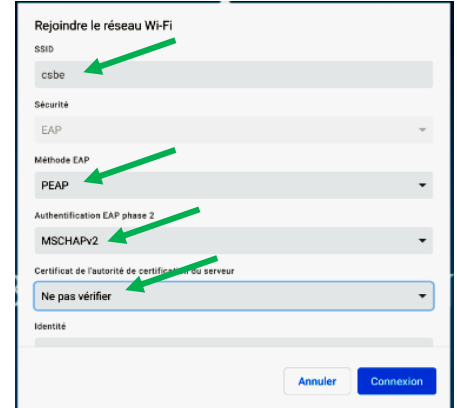 Rejoindre le réseau Wi-Fi
SSID
csbe
Sécurité
EAP
Méthode EAP
PEAP
Authentification EAP phase 2
MSCHAPv2
Certificat de l'autorité de certification du serveur
Ne pas vérifier
Identité
Annuler Connexion